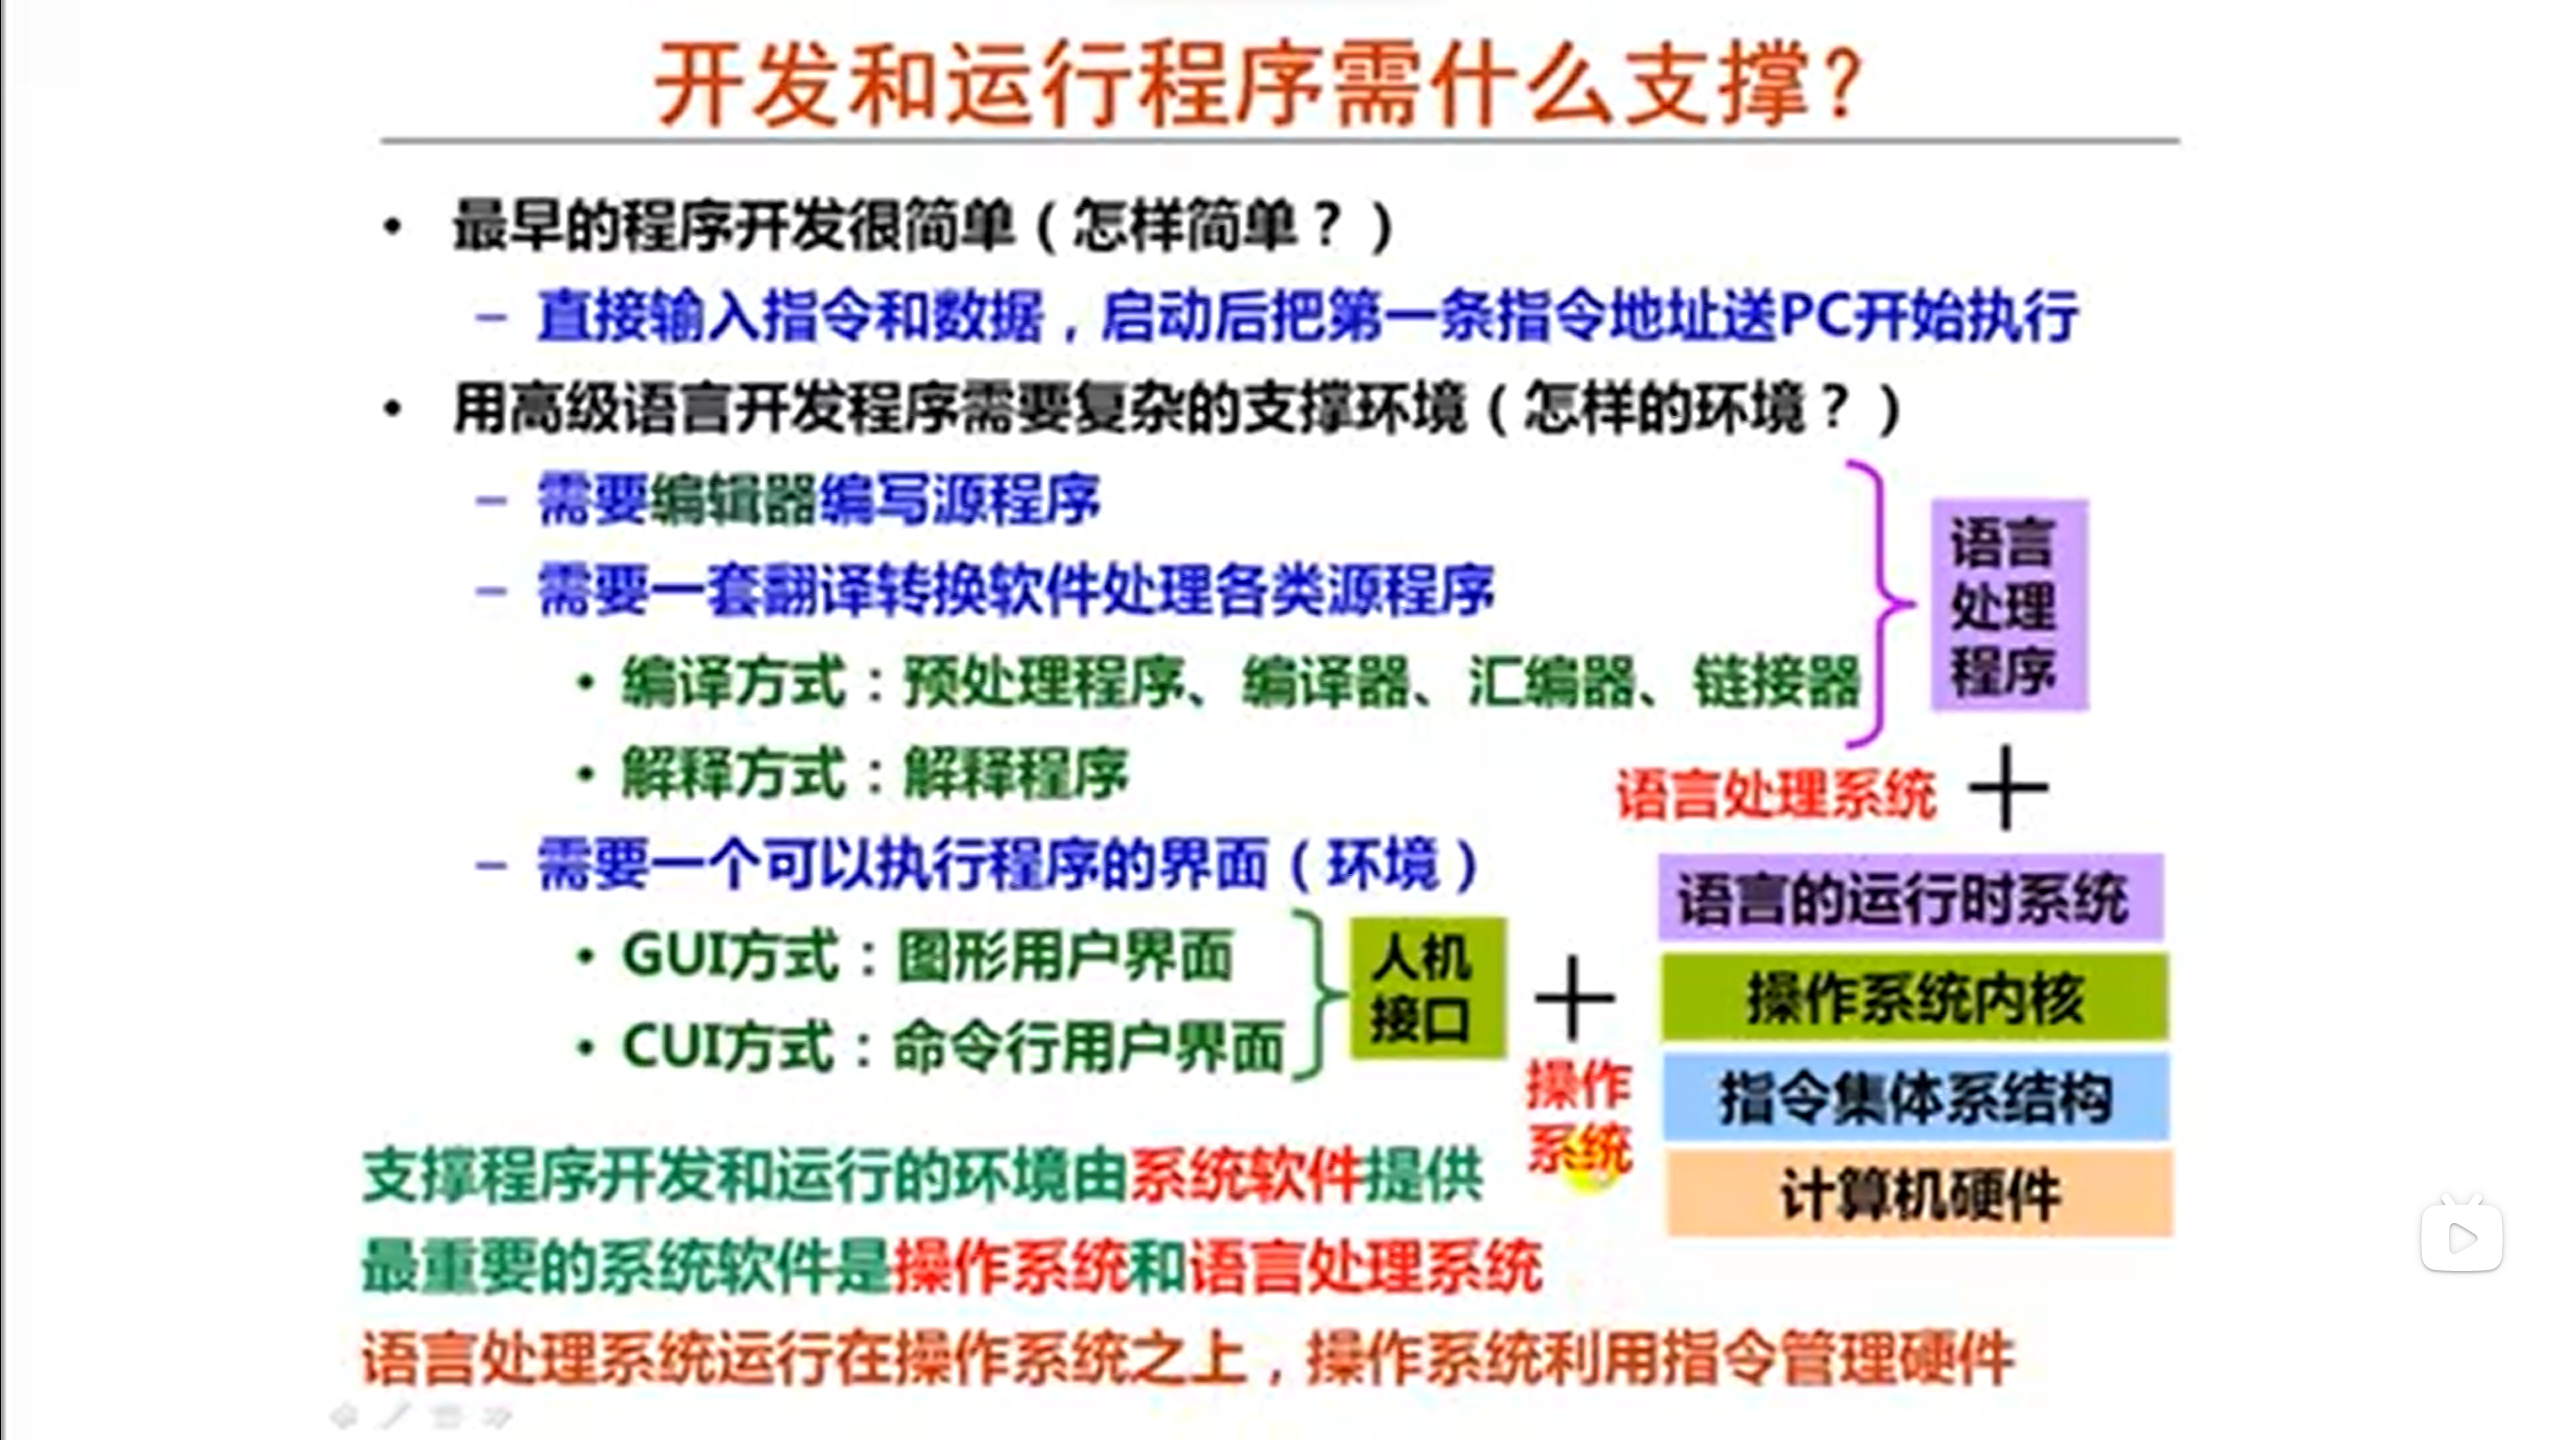 开发和运行程序需什么支撑？
• 最早的程序开发很简单（怎样简单？）
– 直接输入指令和数据，启动后把第一条指令地址送PC开始执行
• 用高级语言开发程序需要复杂的支撑环境（怎样的环境？）
– 需要编辑器编写源程序
– 需要一套翻译转换软件处理各类源程序
• 编译方式：预处理程序、编译器、汇编器、链接器
• 解释方式：解释程序
语言
处理
程序
语言处理系统 +
– 需要一个可以执行程序的界面（环境）
• GUI方式：图形用户界面
• CUI方式：命令行用户界面
人机
接口
+
操作
系统
语言的运行时系统
操作系统内核
指令集体系结构
计算机硬件
支撑程序开发和运行的环境由系统软件提供
最重要的系统软件是操作系统和语言处理系统
语言处理系统运行在操作系统之上，操作系统利用指令管理硬件